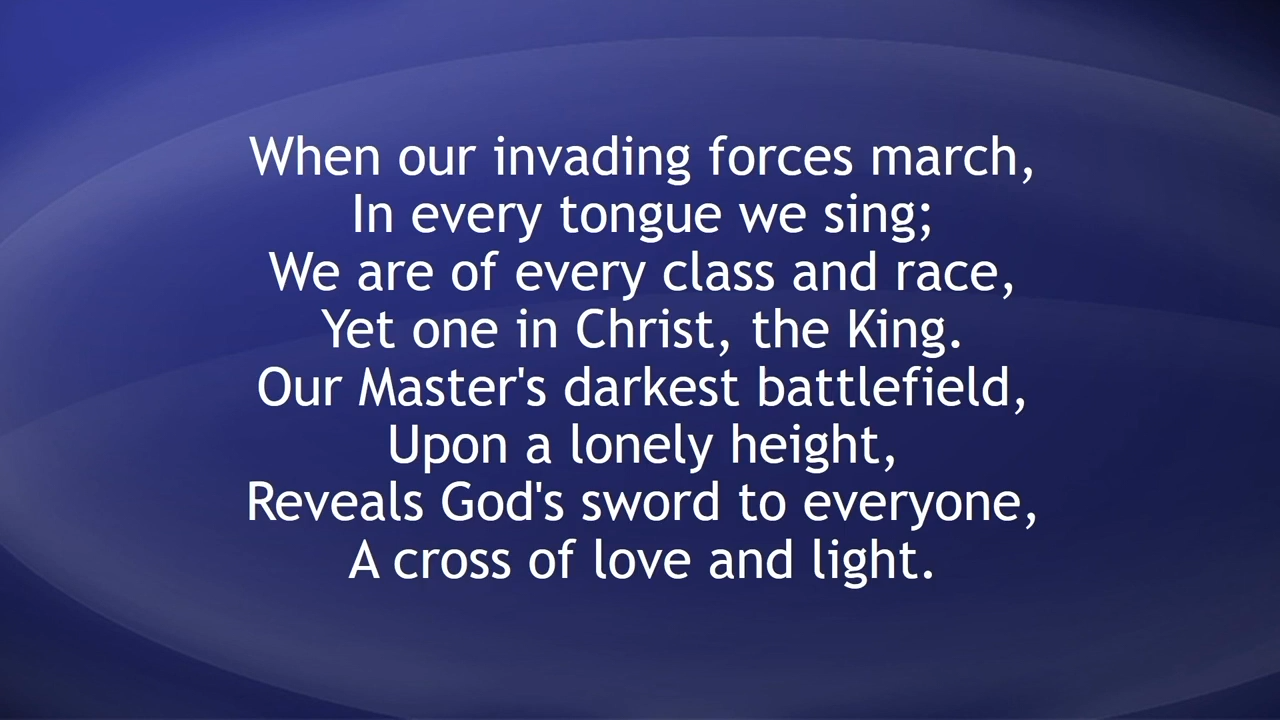 When our invading forces march,
In every tongue we sing;
We are of every class and race,
Yet one in Christ, the King.
Our Master's darkest battlefield,
Upon a lonely height,
Reveals God's sword to everyone,
A cross of love and light.